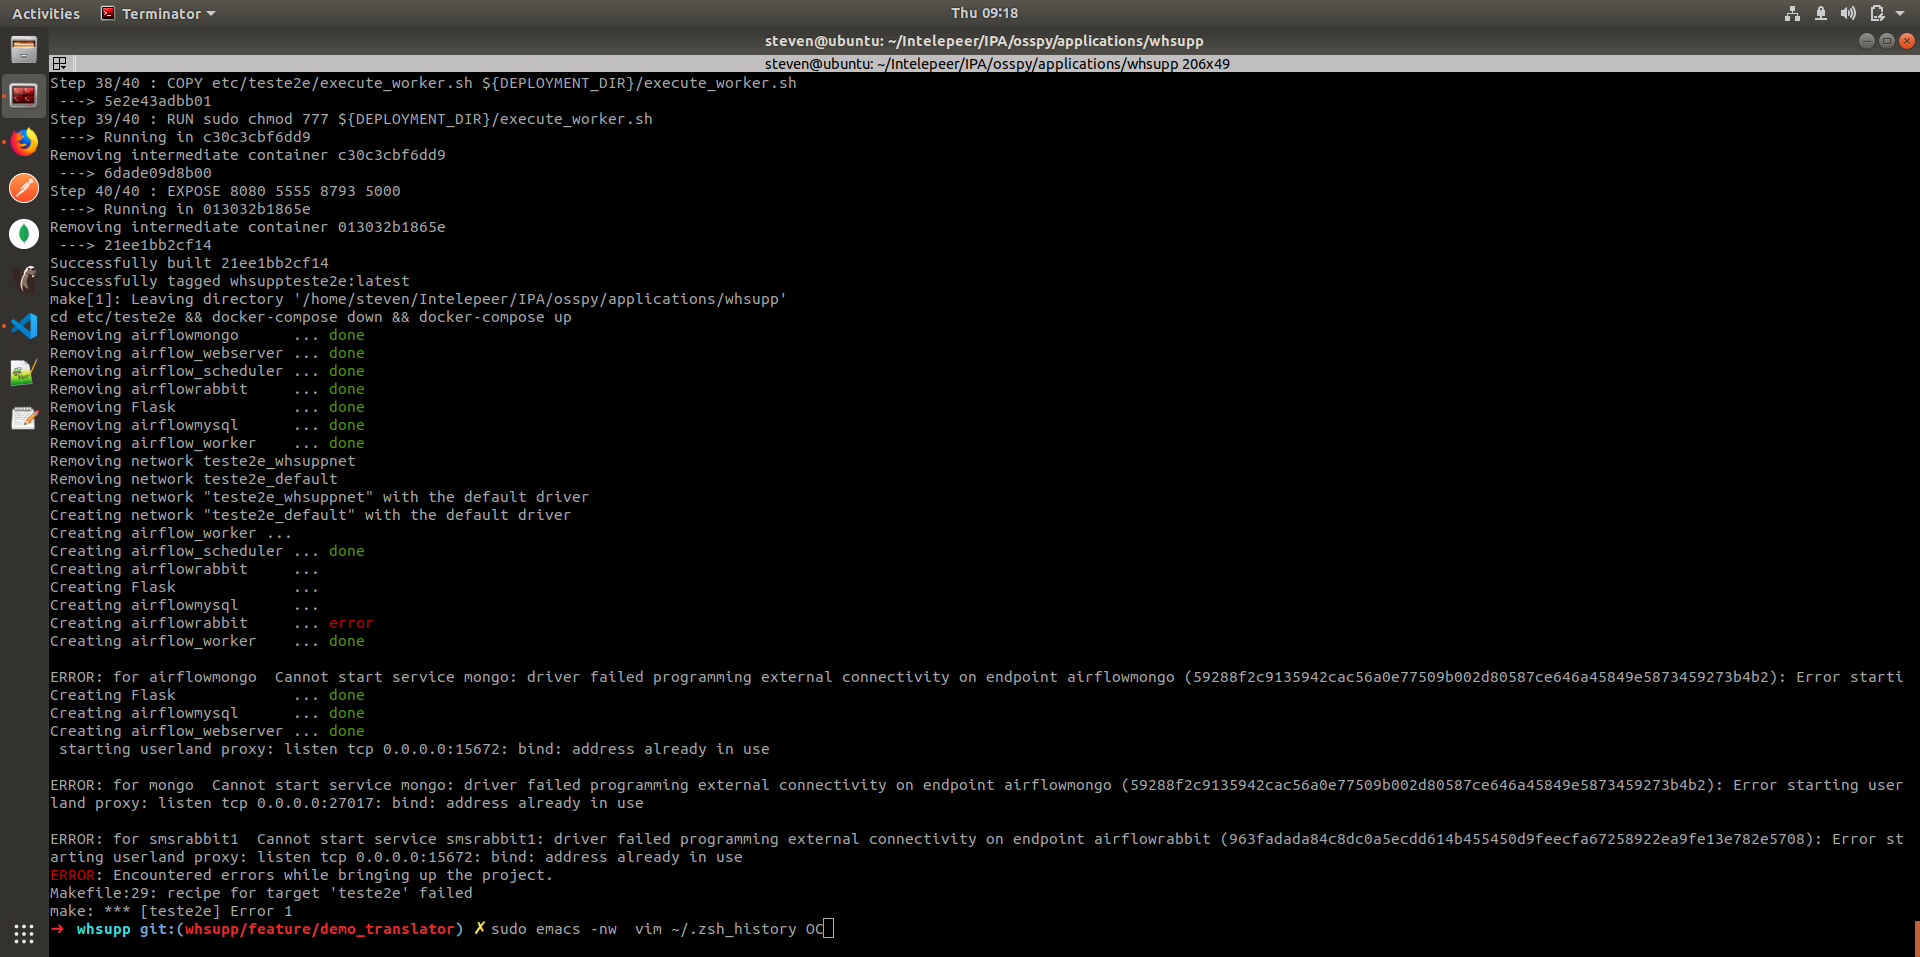 Activities Terminator Thu 09:18
steven@ubuntu: ~/Intelepeer/IPA/osspy/applications/whsupp
steven@ubuntu: ~/Intelepeer/IPA/osspy/applications/whsupp 206x49
Step 38/40 : COPY etc/teste2e/execute_worker.sh ${DEPLOYMENT_DIR}/execute_worker.sh
 ---> 5e2e43adbb01
Step 39/40 : RUN sudo chmod 777 ${DEPLOYMENT_DIR}/execute_worker.sh
 ---> Running in c30c3cbf6dd9
Removing intermediate container c30c3cbf6dd9
 ---> 6dade09d8b00
Step 40/40 : EXPOSE 8080 5555 8793 5000
 ---> Running in 013032b1865e
Removing intermediate container 013032b1865e
 ---> 21ee1bb2cf14
Successfully built 21ee1bb2cf14
Successfully tagged whsuppteste2e:latest
make[1]: Leaving directory '/home/steven/Intelepeer/IPA/osspy/applications/whsupp'
cd etc/teste2e && docker-compose down && docker-compose up
Removing airflowmongo      ... done
Removing airflow_webserver ... done
Removing airflow_scheduler ... done
Removing airflowrabbit     ... done
Removing Flask             ... done
Removing airflowmysql      ... done
Removing airflow_worker    ... done
Removing network teste2e_whsuppnet
Removing network teste2e_default
Creating network "teste2e_whsuppnet" with the default driver
Creating network "teste2e_default" with the default driver
Creating airflow_worker ...
Creating airflow_scheduler ... done
Creating airflowrabbit     ...
Creating Flask             ...
Creating airflowmysql      ...
Creating airflowrabbit     ... error
Creating airflow_worker    ... done
ERROR: for airflowmongo  Cannot start service mongo: driver failed programming external connectivity on endpoint airflowmongo (59288f2c9135942cac56a0e77509b002d80587ce646a45849e5873459273b4b2): Error starti
Creating Flask             ... done
Creating airflowmysql      ... done
Creating airflow_webserver ... done
 starting userland proxy: listen tcp 0.0.0.0:15672: bind: address already in use
ERROR: for mongo  Cannot start service mongo: driver failed programming external connectivity on endpoint airflowmongo (59288f2c9135942cac56a0e77509b002d80587ce646a45849e5873459273b4b2): Error starting user
land proxy: listen tcp 0.0.0.0:27017: bind: address already in use
ERROR: for smsrabbit1  Cannot start service smsrabbit1: driver failed programming external connectivity on endpoint airflowrabbit (963fadada84c8dc0a5ecdd614b455450d9feecfa67258922ea9fe13e782e5708): Error st
arting userland proxy: listen tcp 0.0.0.0:15672: bind: address already in use
ERROR: Encountered errors while bringing up the project.
Makefile:29: recipe for target 'teste2e' failed
make: *** [teste2e] Error 1
➜  whsupp git:(whsupp/feature/demo_translator) ✗ sudo emacs -nw  vim ~/.zsh_history OC